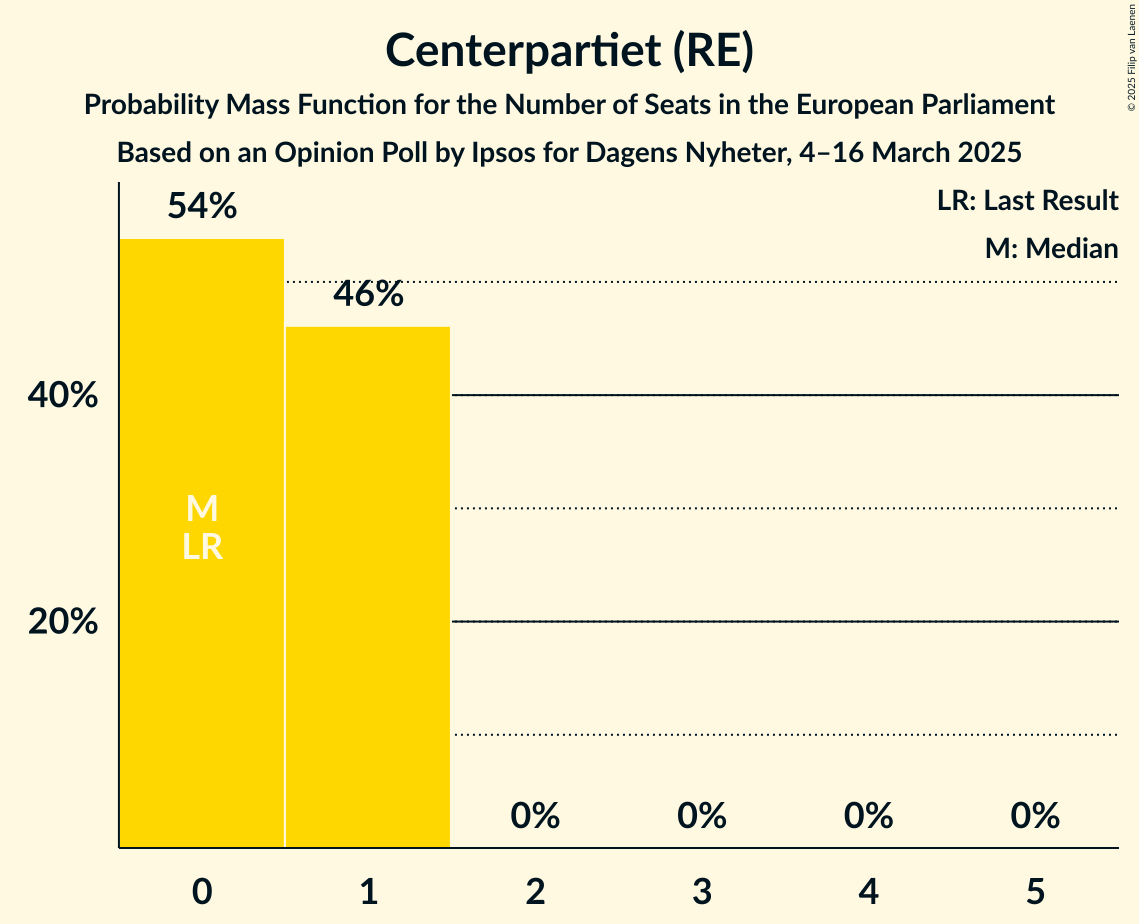 Centerpartiet (RE)
Probability Mass Function for the Number of Seats in the European Parliament
Based on an Opinion Poll by Ipsos for Dagens Nyheter, 4–16 March 2025
© 2025 Filip van Laenen
LR: Last Result
M: Median
54%
46%
40%
20%
M
LR
0%
0%
0%
0%
0
1
2
3
4
5